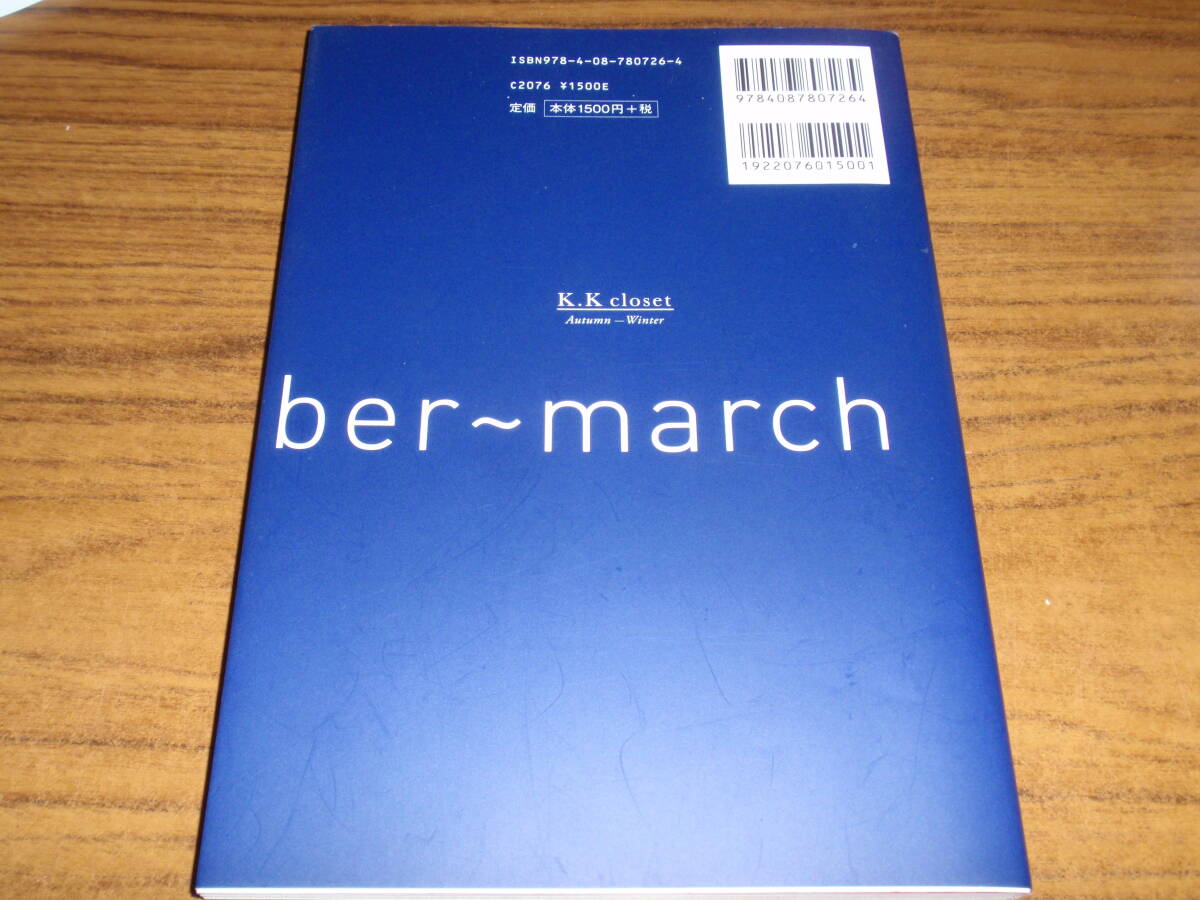 ISBN978-4-08-780726-4
C2076 ¥1500E
定価 本体1500円+税
9784087807264
1922076015001
K.K closet
Autumn — Winter
ber~march